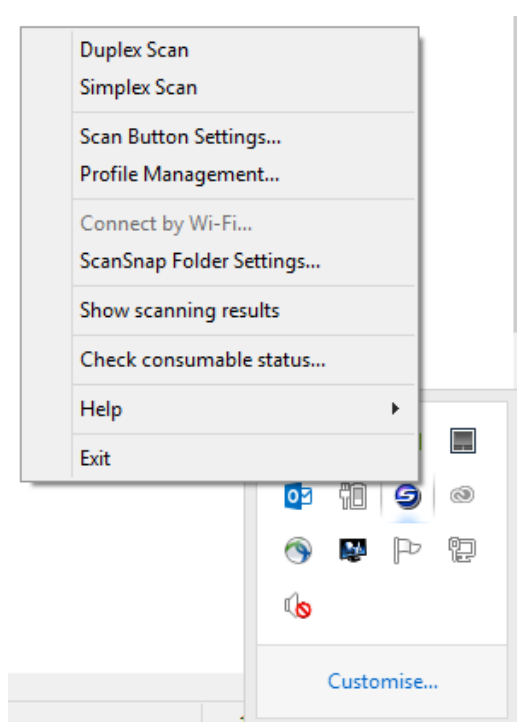 Duplex Scan
Simplex Scan
Scan Button Settings...
Profile Management...
Connect by Wi-Fi...
ScanSnap Folder Settings...
Show scanning results
Check consumable status...
Help
Exit
Customise...